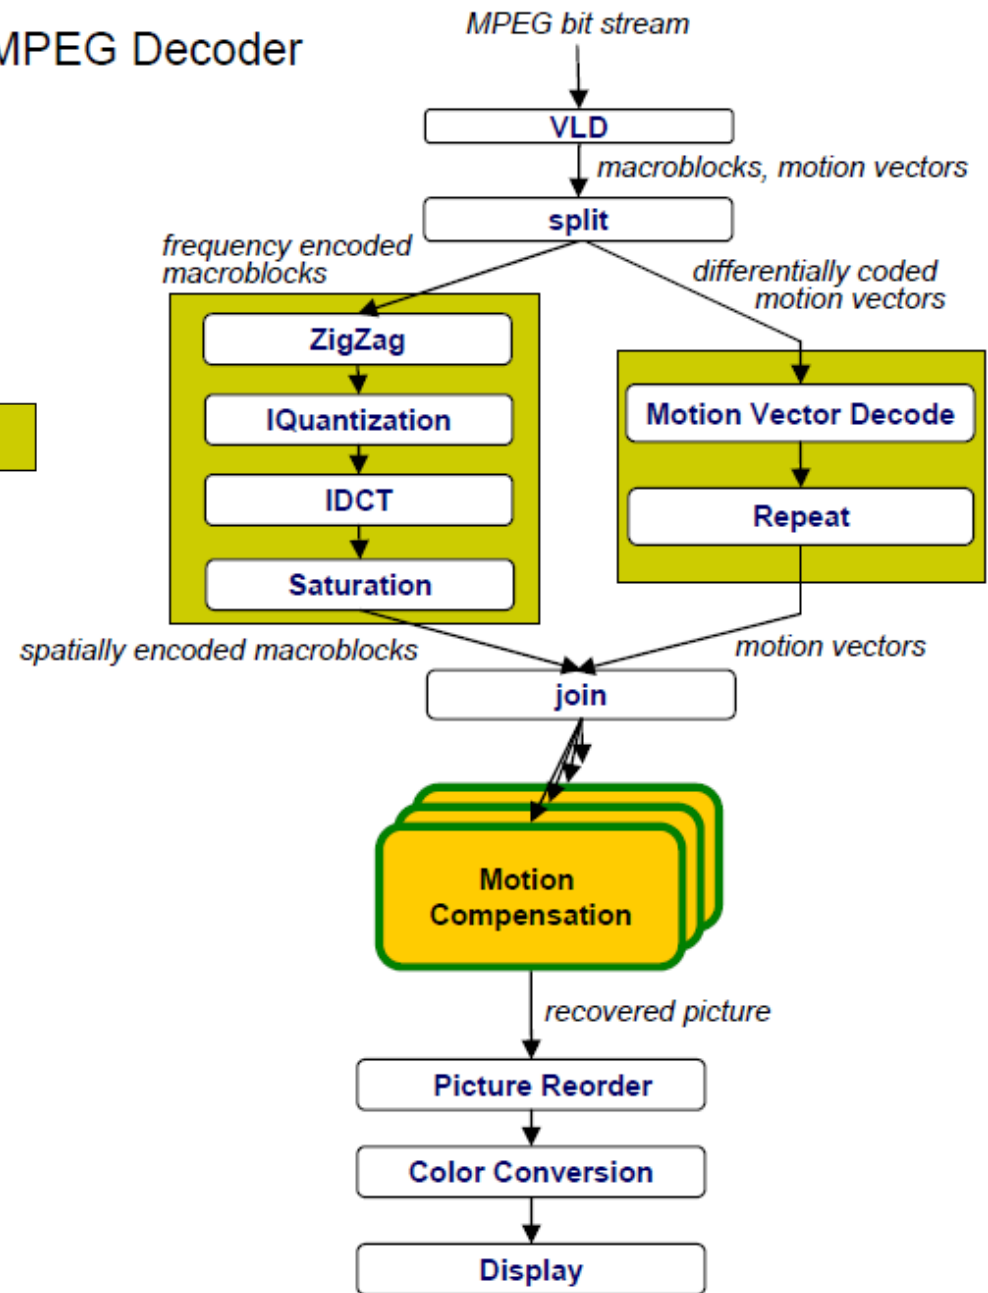 MPEG Decoder
MPEG bit stream
VLD
macroblocks, motion vectors
split
frequency encoded
macroblocks
differentially coded
motion vectors
ZigZag
IQuantization
IDCT
Saturation
Motion Vector Decode
Repeat
spatially encoded macroblocks
motion vectors
join
Motion
Compensation
recovered picture
Picture Reorder
Color Conversion
Display